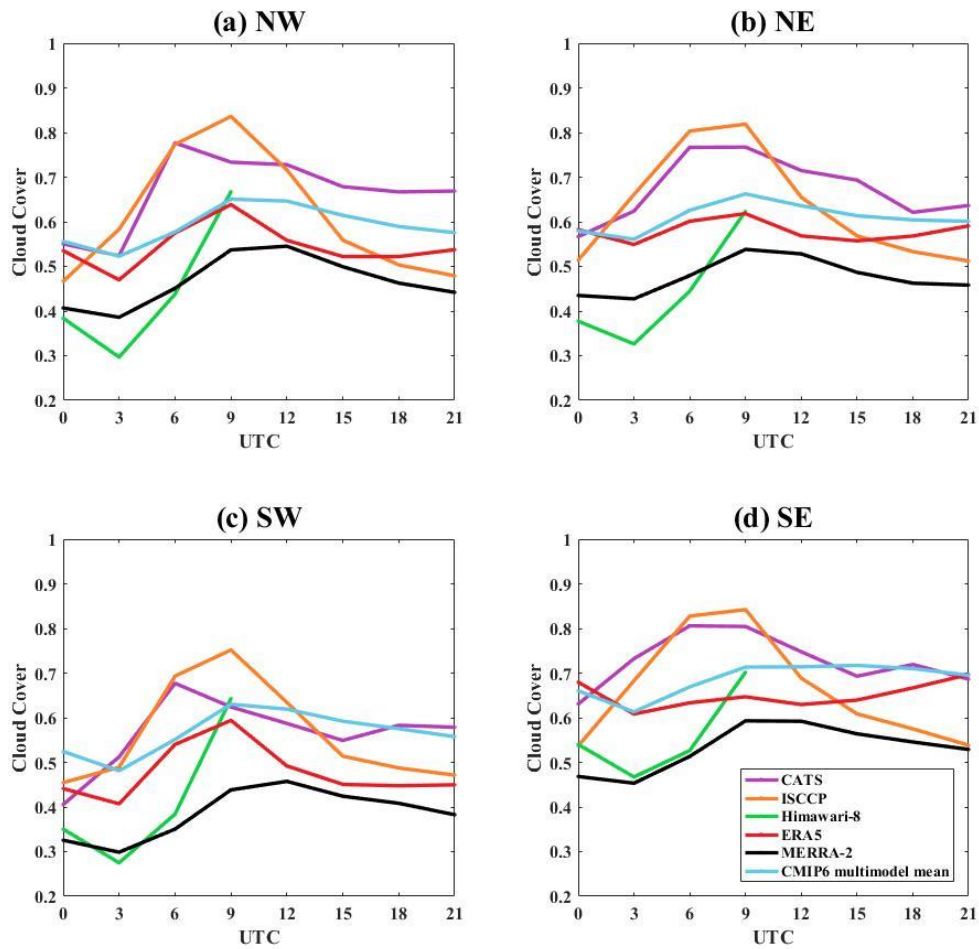 (a) NW
1
0.9
0.8
0.7
0.6
0.5
0.4
0.3
0.2
Cloud Cover
0 3 6 9 12 15 18 21
UTC
(b) NE
1
0.9
0.8
0.7
0.6
0.5
0.4
0.3
0.2
Cloud Cover
0 3 6 9 12 15 18 21
UTC
(c) SW
1
0.9
0.8
0.7
0.6
0.5
0.4
0.3
0.2
Cloud Cover
0 3 6 9 12 15 18 21
UTC
(d) SE
1
0.9
0.8
0.7
0.6
0.5
0.4
0.3
0.2
Cloud Cover
CATS
ISCCP
Himawari-8
ERA5
MERRA-2
CMIP6 multimodel mean
0 3 6 9 12 15 18 21
UTC